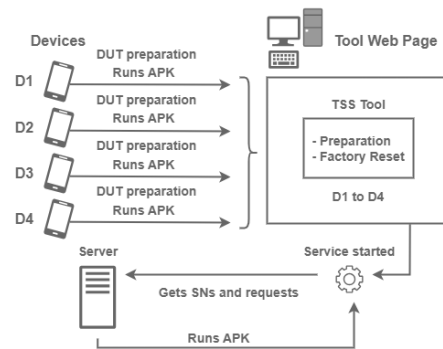 Devices
Tool Web Page
D1
DUT preparation
Runs APK
D2
DUT preparation
Runs APK
D3
DUT preparation
Runs APK
D4
DUT preparation
Runs APK
TSS Tool
- Preparation
- Factory Reset
D1 to D4
Server
Service started
Gets SNs and requests
Runs APK